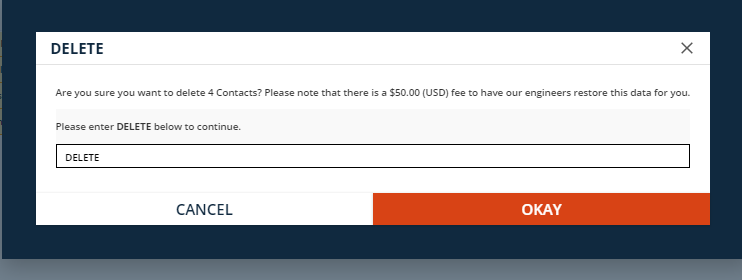 DELETE
Are you sure you want to delete 4 Contacts? Please note that there is a $50.00 (USD) fee to have our engineers restore this data for you.
Please enter DELETE below to continue.
DELETE
CANCEL
OKAY